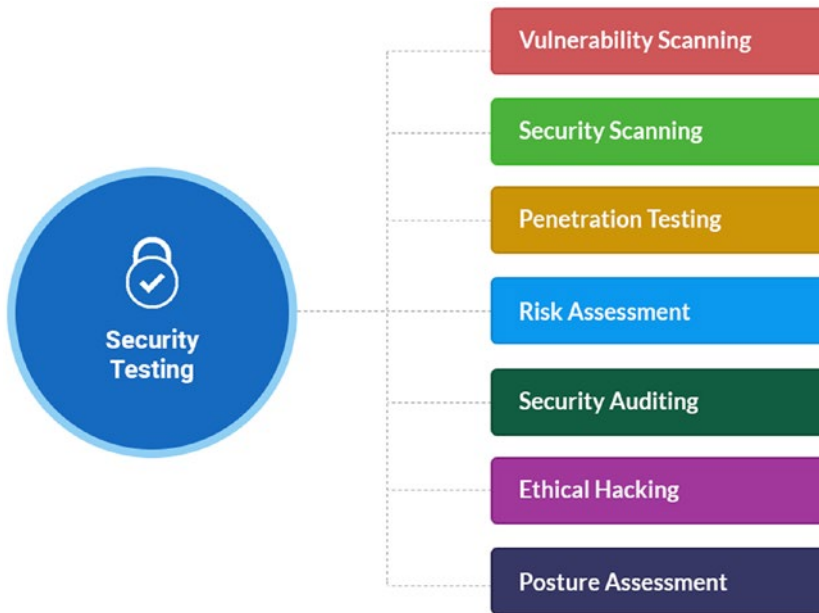 Vulnerability Scanning
Security Scanning
Penetration Testing
Risk Assessment
Security
Testing
Security Auditing
Ethical Hacking
Posture Assessment